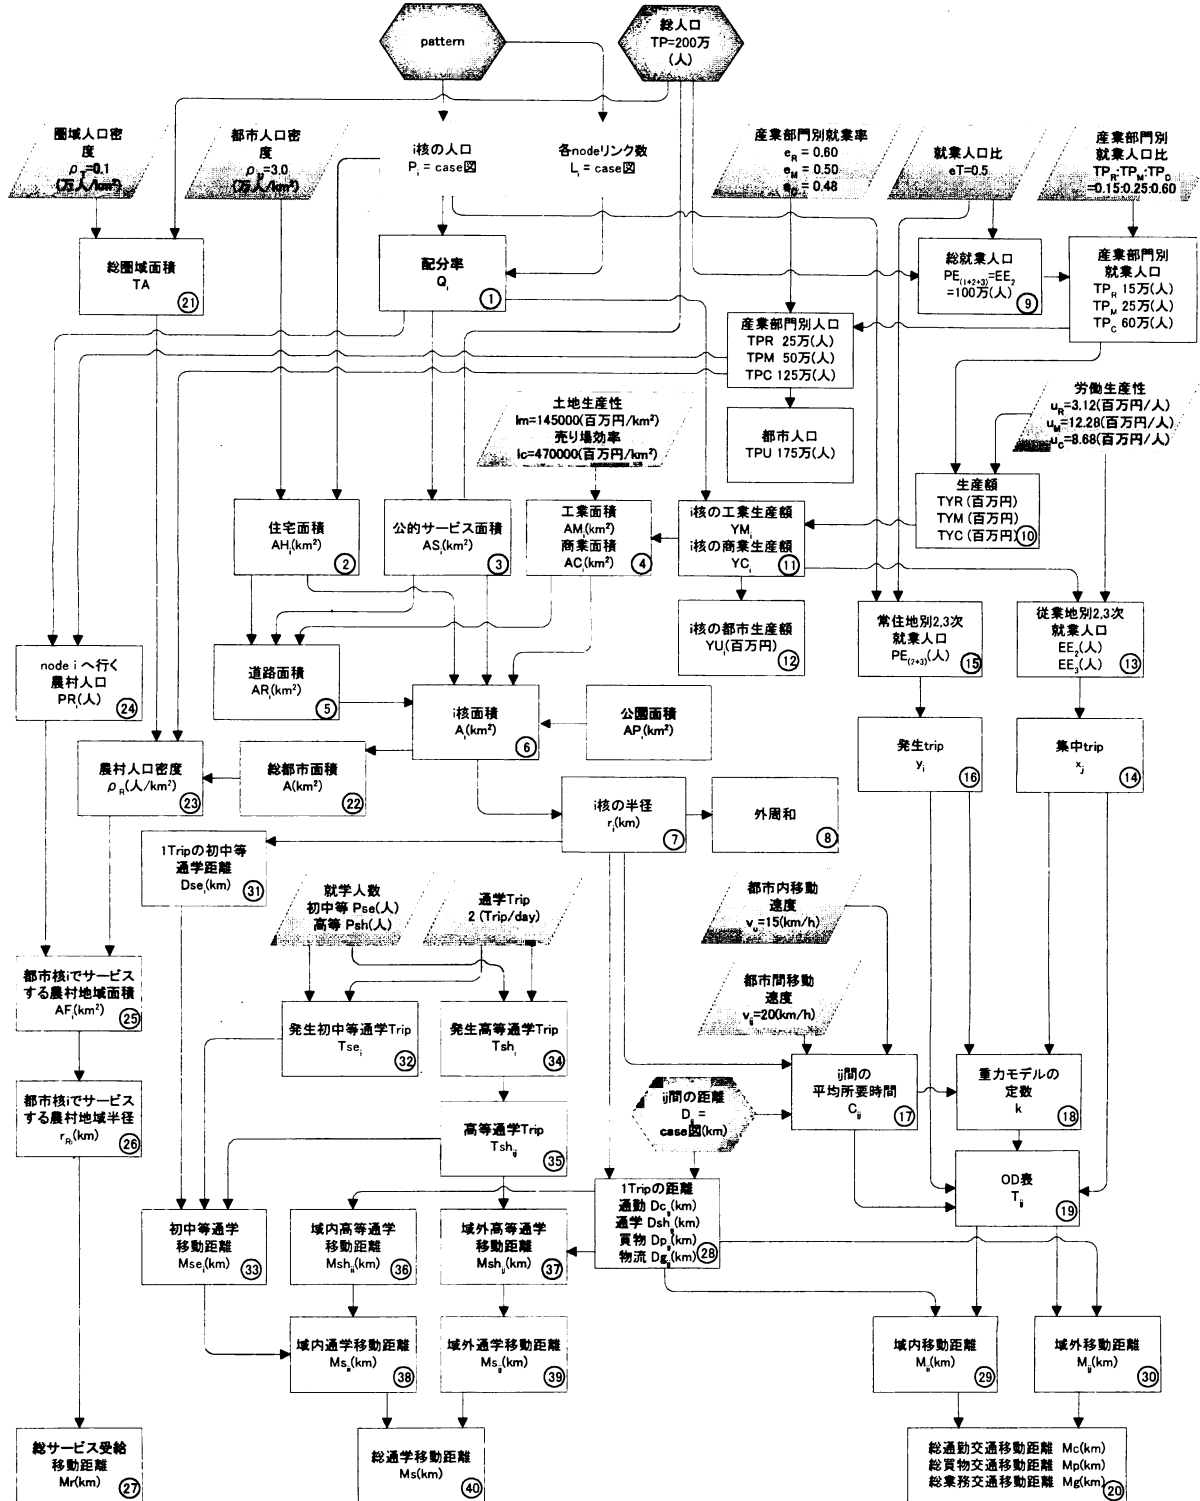 pattern
総人口
TP=200万
(人)
圏域人口密
度
ρT=0.1
(万人/km²)
都市人口密
度
ρU=3.0
(万人/km²)
i核の人口
Pi = case図
各nodeリンク数
Li = case図
産業部門別就業率
eR = 0.60
eM = 0.50
eC = 0.48
就業人口比
eT=0.5
産業部門別
就業人口比
TPR:TPM:TPC
=0.15:0.25:0.60
総圏域面積
TA
21
配分率
Qi
1
総就業人口
PE(1+2+3)=EE2
=100万(人)
9
産業部門別
就業人口
TPR 15万(人)
TPM 25万(人)
TPC 60万(人)
産業部門別人口
TPR 25万(人)
TPM 50万(人)
TPC 125万(人)
土地生産性
Im=145000(百万円/km²)
売り場効率
Ic=470000(百万円/km²)
都市人口
TPU 175万(人)
労働生産性
uR=3.12(百万円/人)
uM=12.28(百万円/人)
uC=8.68(百万円/人)
住宅面積
AHi(km²)
2
公的サービス面積
ASi(km²)
3
工業面積
AMi(km²)
商業面積
ACi(km²)
4
i核の工業生産額
YMi
i核の商業生産額
YCi
11
生産額
TYR (百万円)
TYM (百万円)
TYC (百万円)
10
node i へ行く
農村人口
PRi(人)
24
道路面積
ARi(km²)
5
i核面積
Ai(km²)
6
公園面積
APi(km²)
i核の都市生産額
YUi(百万円)
12
常住地別2,3次
就業人口
PE(2+3)(人)
15
従業地別2,3次
就業人口
EE2(人)
EE3(人)
13
農村人口密度
ρR(人/km²)
23
総都市面積
A(km²)
22
発生trip
yi
16
集中trip
xj
14
i核の半径
ri(km)
7
外周和
8
1Tripの初中等
通学距離
Dsei(km)
31
就学人数
初中等 Pse(人)
高等 Psh(人)
通学Trip
2 (Trip/day)
都市内移動
速度
vu=15(km/h)
都市間移動
速度
vij=20(km/h)
都市核iでサービス
する農村地域面積
AFi(km²)
25
発生初中等通学Trip
Tsei
32
発生高等通学Trip
Tshi
34
ij間の
平均所要時間
Cij
17
重力モデルの
定数
k
18
都市核iでサービス
する農村地域半径
rRi(km)
26
高等通学Trip
Tshij
35
ij間の距離
Dij =
case図(km)
OD表
Tij
19
初中等通学
移動距離
Msei(km)
33
域内高等通学
移動距離
Mshii(km)
36
域外高等通学
移動距離
Mshij(km)
37
1Tripの距離
通勤 Dcij(km)
通学 Dshij(km)
買物 Dpij(km)
物流 Dgij(km)
28
域内通学移動距離
Msii(km)
38
域外通学移動距離
Msij(km)
39
域内移動距離
Mii(km)
29
域外移動距離
Mij(km)
30
総サービス受給
移動距離
Mr(km)
27
総通学移動距離
Ms(km)
40
総通勤交通移動距離 Mc(km)
総買物交通移動距離 Mp(km)
総業務交通移動距離 Mg(km)
20